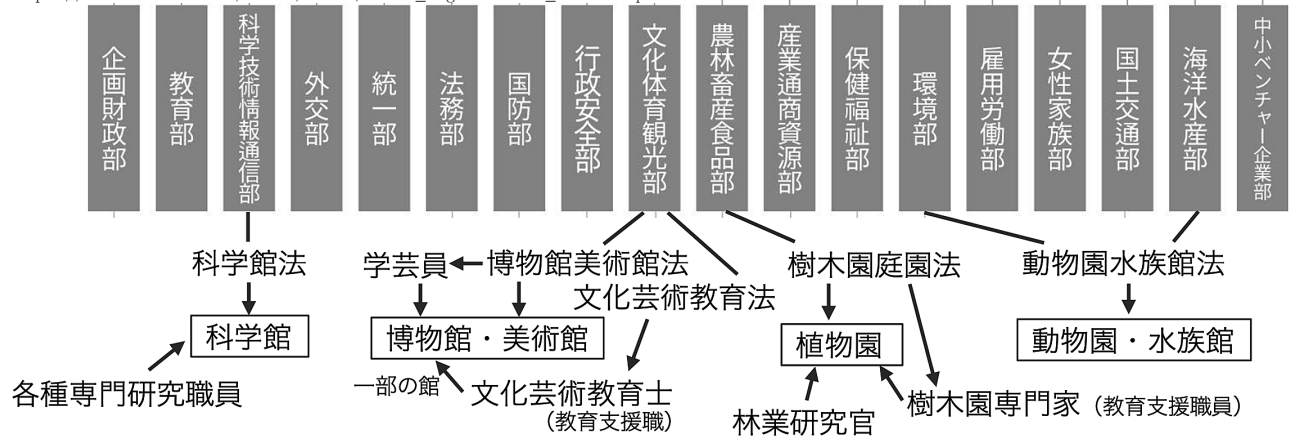 企画財政部
教育部
科学技術情報通信部
外交部
統一部
法務部
国防部
行政安全部
文化体育観光部
農林畜産食品部
産業通商資源部
保健福祉部
環境部
雇用労働部
女性家族部
国土交通部
海洋水産部
中小ベンチャー企業部
科学館法
学芸員
博物館美術館法
樹木園庭園法
動物園水族館法
文化芸術教育法
科学館
博物館・美術館
植物園
動物園・水族館
各種専門研究職員
一部の館
文化芸術教育士
(教育支援職)
林業研究官
樹木園専門家(教育支援職員)